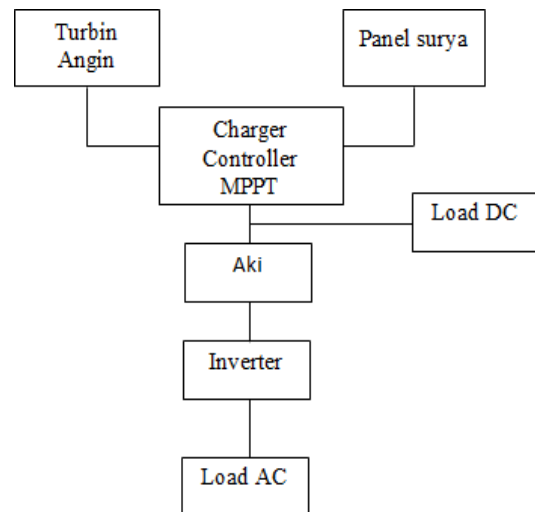 Turbin
Angin
Panel surya
Charger
Controller
MPPT
Load DC
Aki
Inverter
Load AC